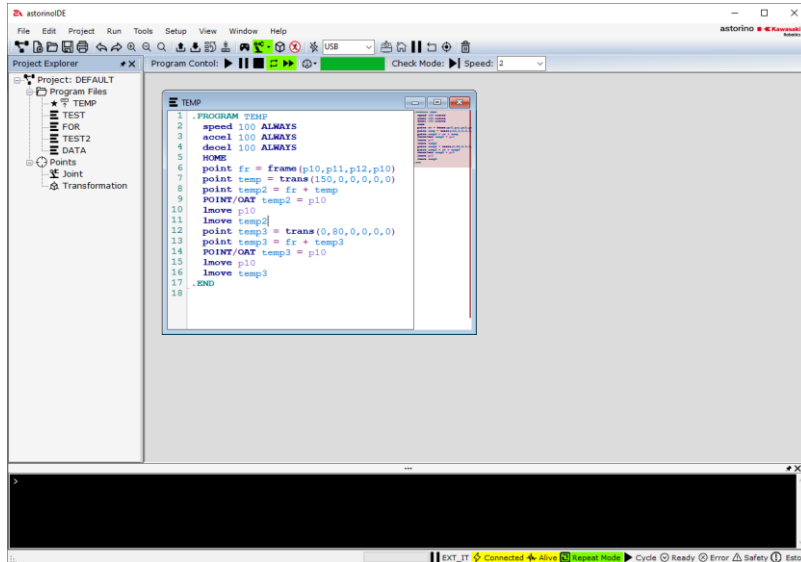 astorinoIDE
File Edit Project Run Tools Setup View Window Help
astorino Kawasaki
Robotics
USB
Project Explorer
Program Contol: Check Mode: Speed: 2
Project: DEFAULT
Program Files
TEMP
TEST
FOR
TEST2
DATA
Points
Joint
Transformation
TEMP
1 .PROGRAM TEMP
2 speed 100 ALWAYS
3 accel 100 ALWAYS
4 decel 100 ALWAYS
5 HOME
6 point fr = frame(p10,p11,p12,p10)
7 point temp = trans(150,0,0,0,0,0)
8 point temp2 = fr + temp
9 POINT/OAT temp2 = p10
10 lmove p10
11 lmove temp2
12 point temp3 = trans(0,80,0,0,0,0)
13 point temp3 = fr + temp3
14 POINT/OAT temp3 = p10
15 lmove p10
16 lmove temp3
17 .END
18
>
EXT_IT Connected Alive Repeat Mode Cycle Ready Error Safety Esto